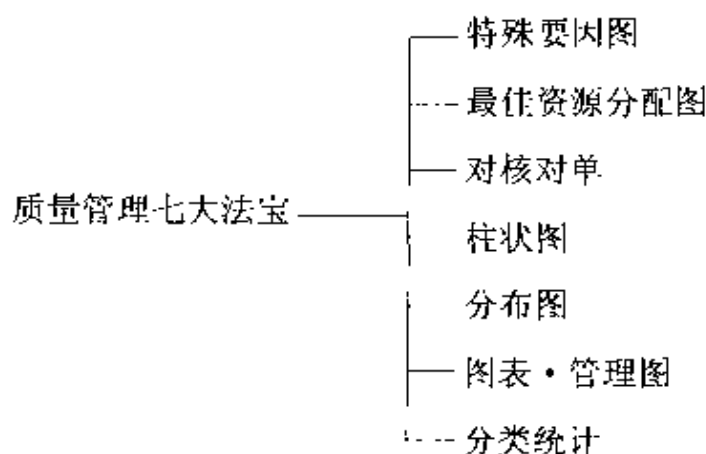 特殊要因图
最佳资源分配图
对核对单
质量管理七大法宝
柱状图
分布图
图表·管理图
分类统计